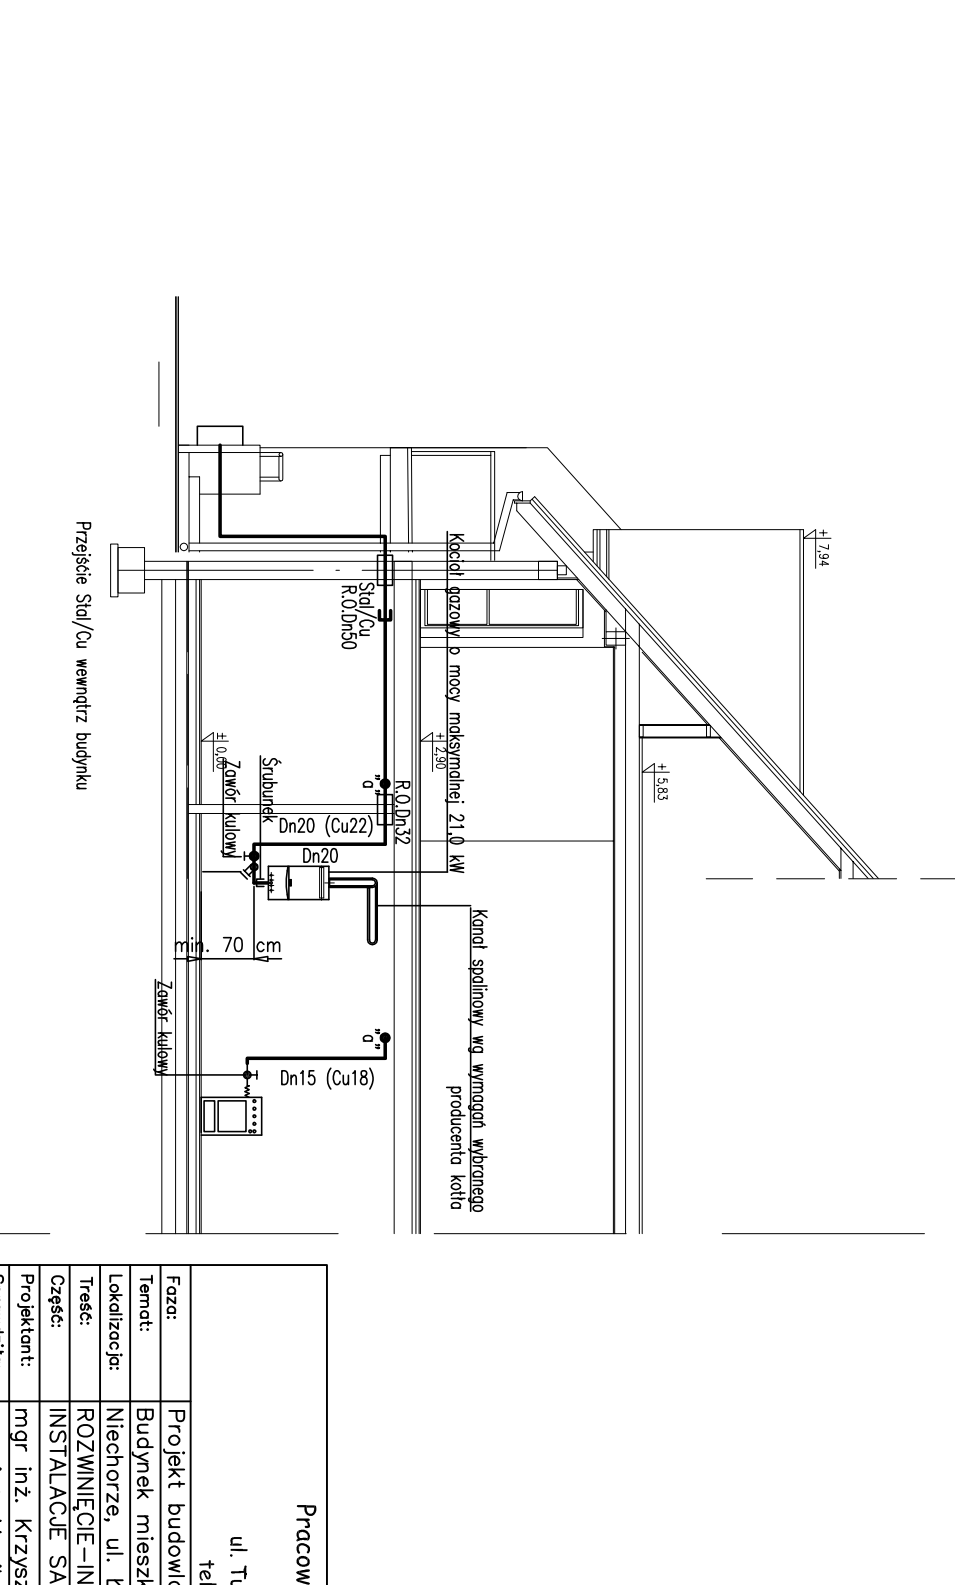 + 7,94
+ 5,83
+ 2,90
± 0,00
Kocioł gazowy o mocy maksymalnej 21,0 kW
Kanał spalinowy wg wymagań wybranego
producenta kotła
Stal/Cu
R.O.Dn50
R.O.Dn32
"a"
Dn20 (Cu22)
Dn20
Śrubunek
Zawór kulowy
min. 70 cm
"a"
Dn15 (Cu18)
Zawór kulowy
Przejście Stal/Cu wewnątrz budynku
Pracow
ul. Tu
tel
Faza: Projekt budowla
Temat: Budynek mieszk
Lokalizacja: Niechorze, ul.
Treść: ROZWINIĘCIE-IN
Część: INSTALACJE SA
Projektant: mgr inż. Krzysz